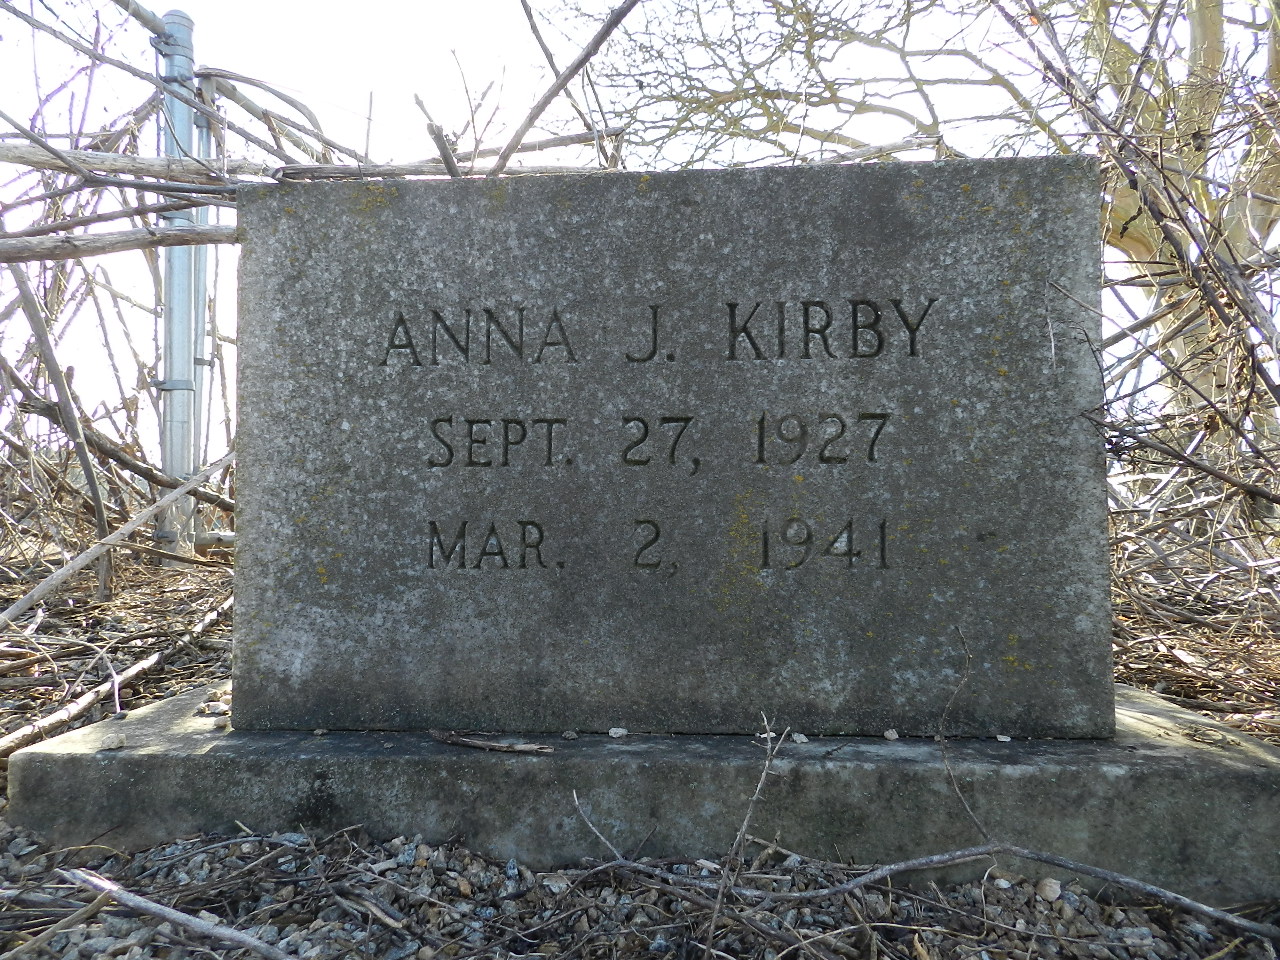 ANNA J. KIRBY
SEPT. 27, 1927
MAR. 2, 1941